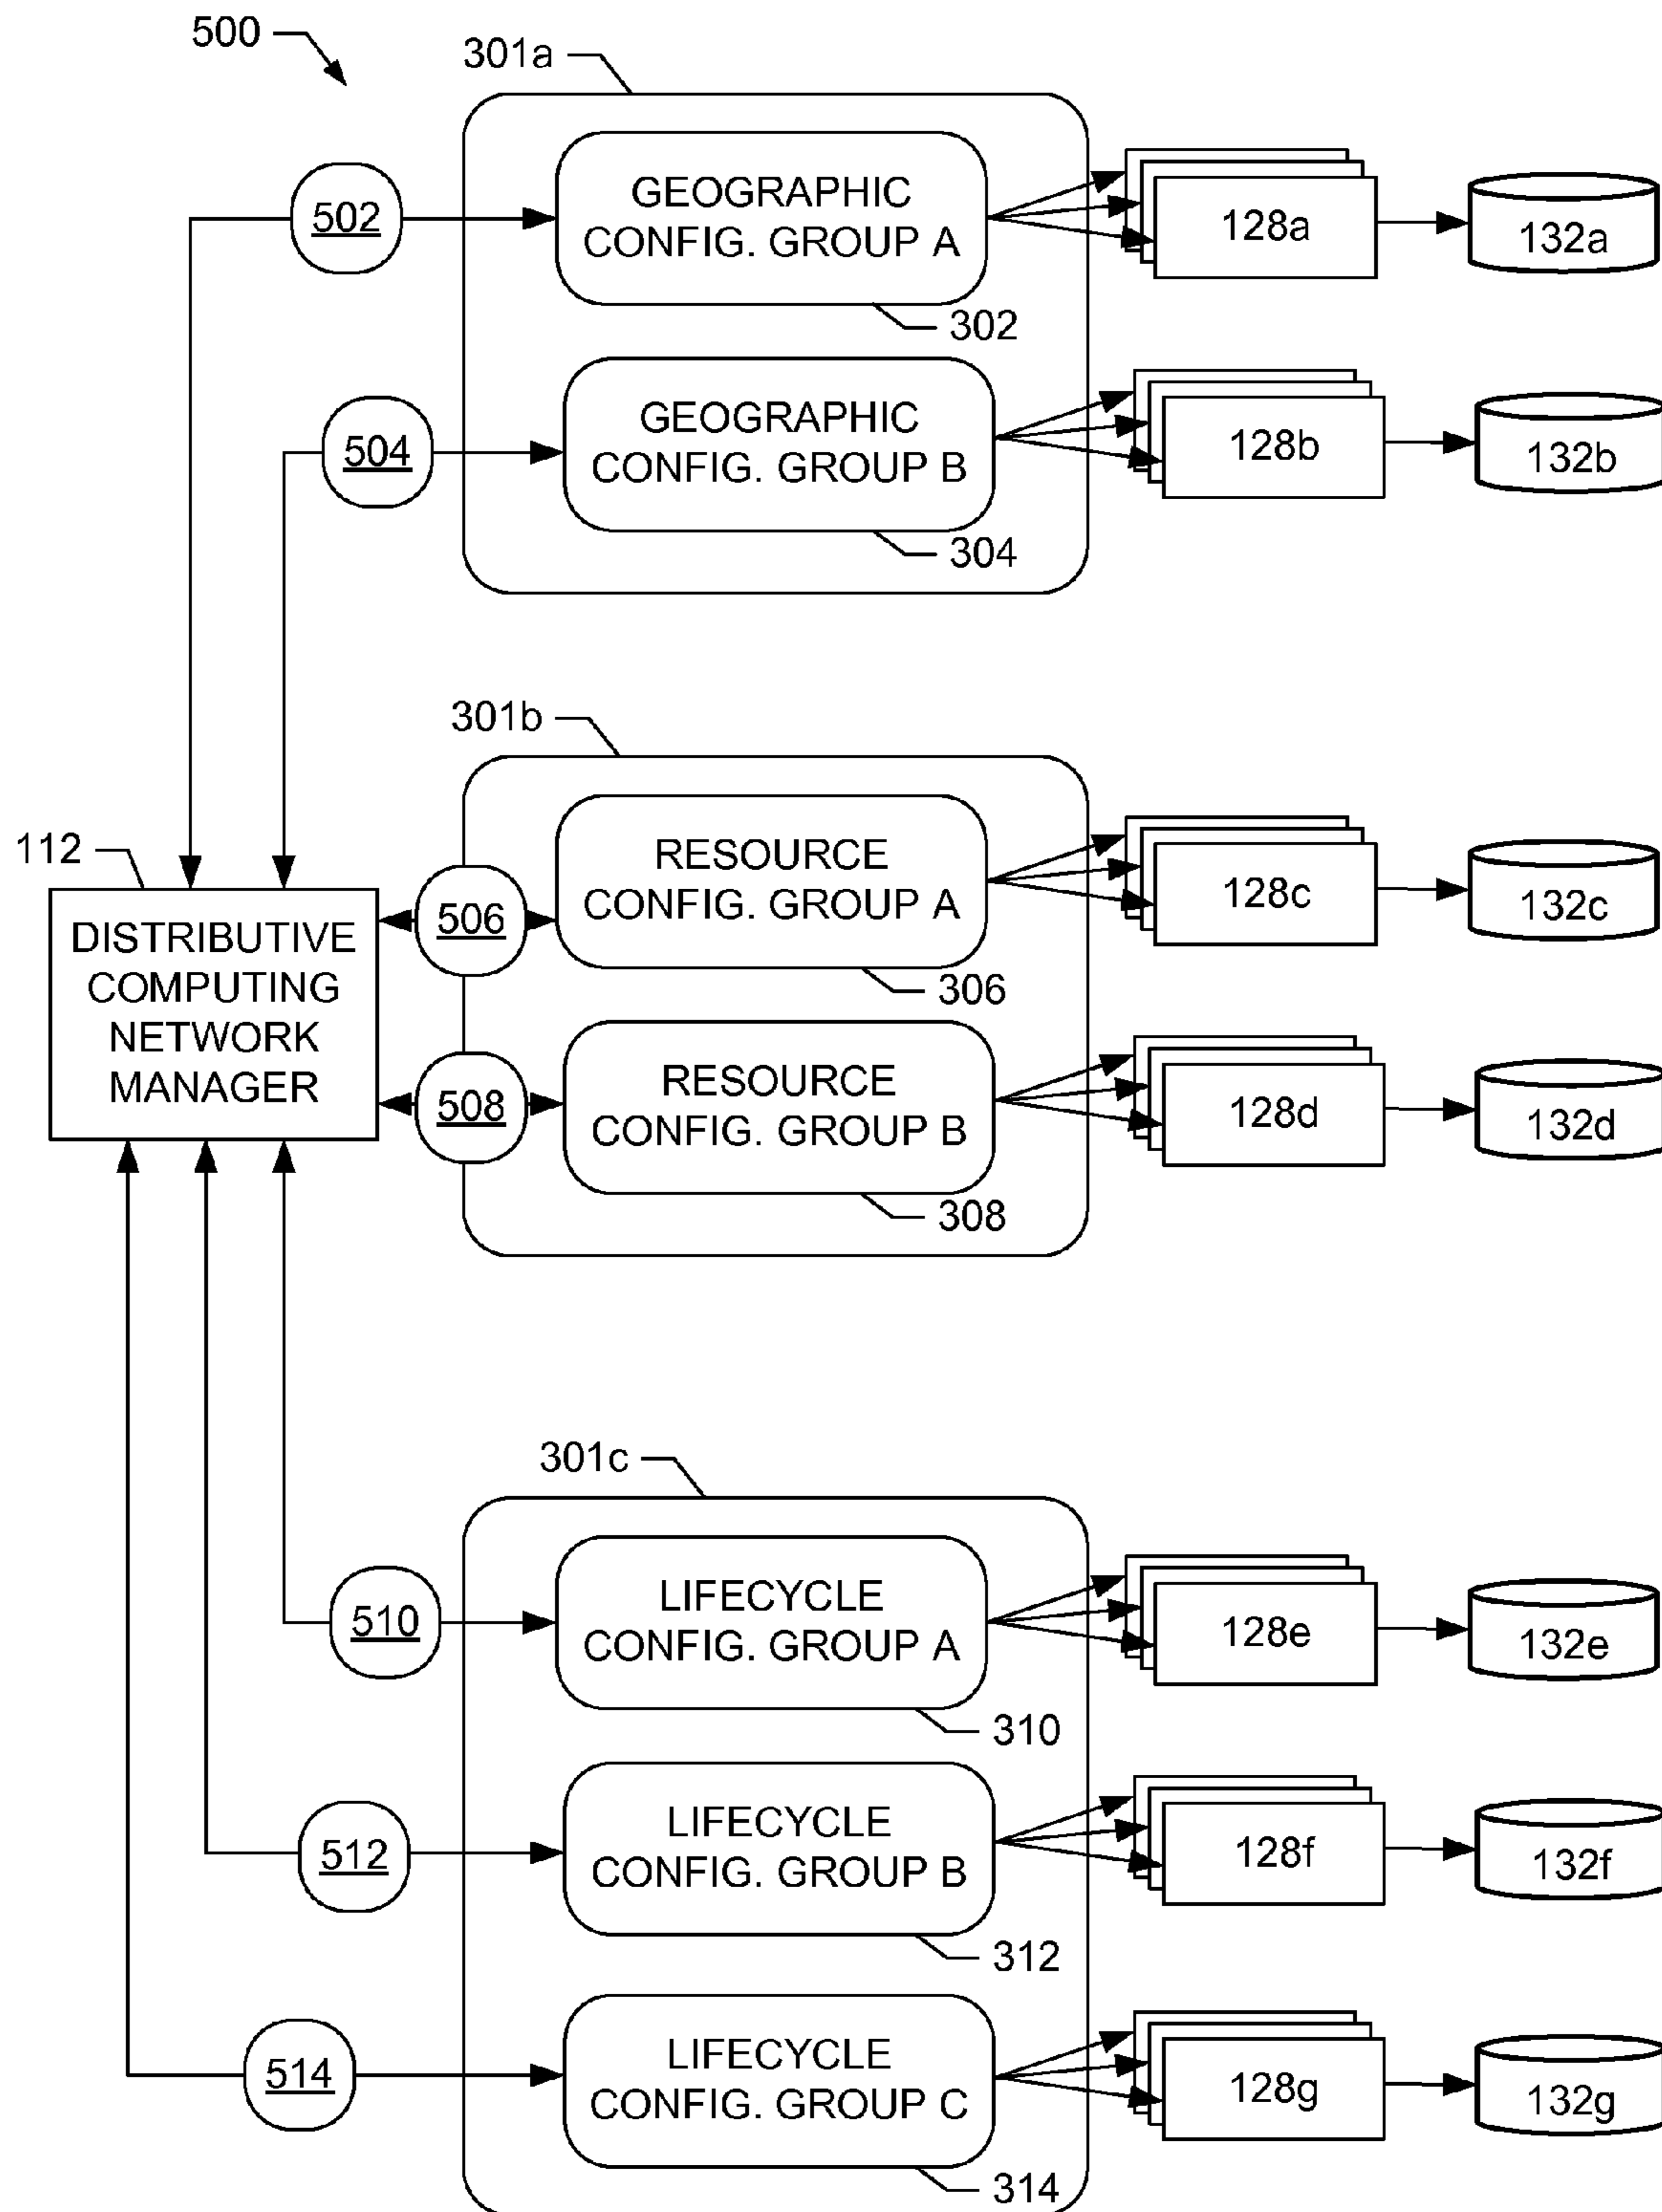 500
301a
502
GEOGRAPHIC
CONFIG. GROUP A
302
128a
132a
504
GEOGRAPHIC
CONFIG. GROUP B
304
128b
132b
301b
112
DISTRIBUTIVE
COMPUTING
NETWORK
MANAGER
506
RESOURCE
CONFIG. GROUP A
306
128c
132c
508
RESOURCE
CONFIG. GROUP B
308
128d
132d
301c
510
LIFECYCLE
CONFIG. GROUP A
310
128e
132e
512
LIFECYCLE
CONFIG. GROUP B
312
128f
132f
514
LIFECYCLE
CONFIG. GROUP C
314
128g
132g